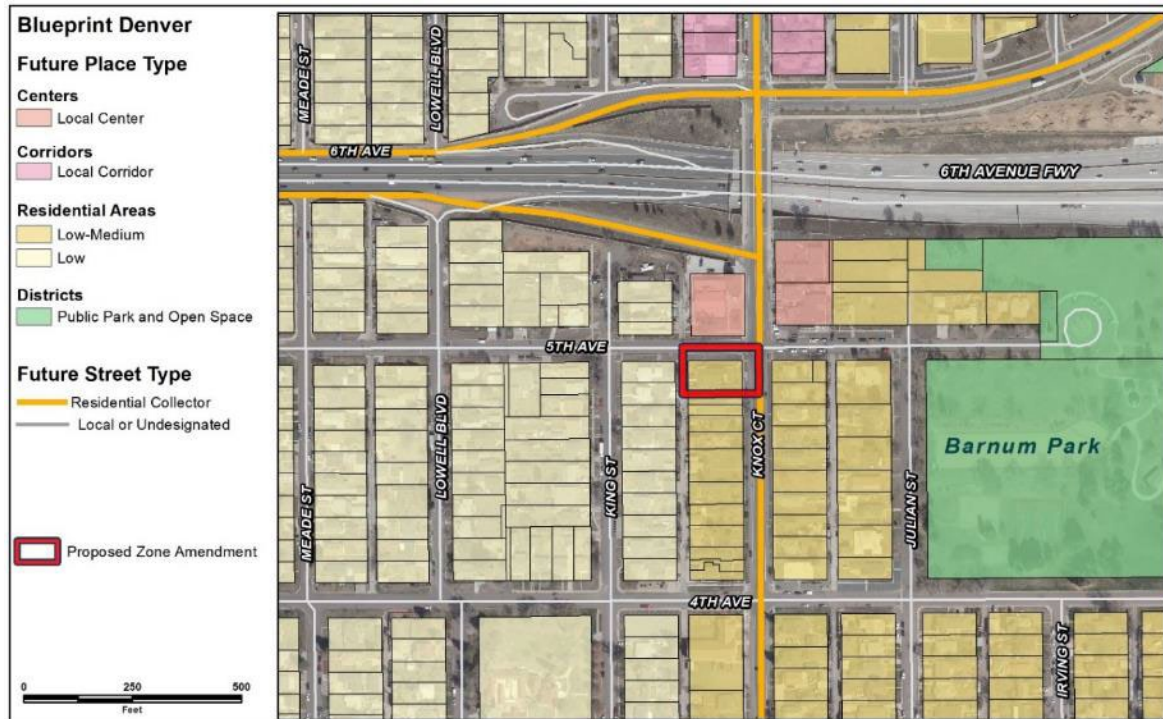 Blueprint Denver
Future Place Type
Centers
Local Center
Corridors
Local Corridor
Residential Areas
Low-Medium
Low
Districts
Public Park and Open Space
Future Street Type
Residential Collector
Local or Undesignated
Proposed Zone Amendment
0 250 500
Feet
MEADE ST
LOWELL BLVD
6TH AVE
6TH AVENUE FWY
5TH AVE
MEADE ST
LOWELL BLVD
KING ST
KNOX CT
JULIAN ST
Barnum Park
4TH AVE
IRVING ST